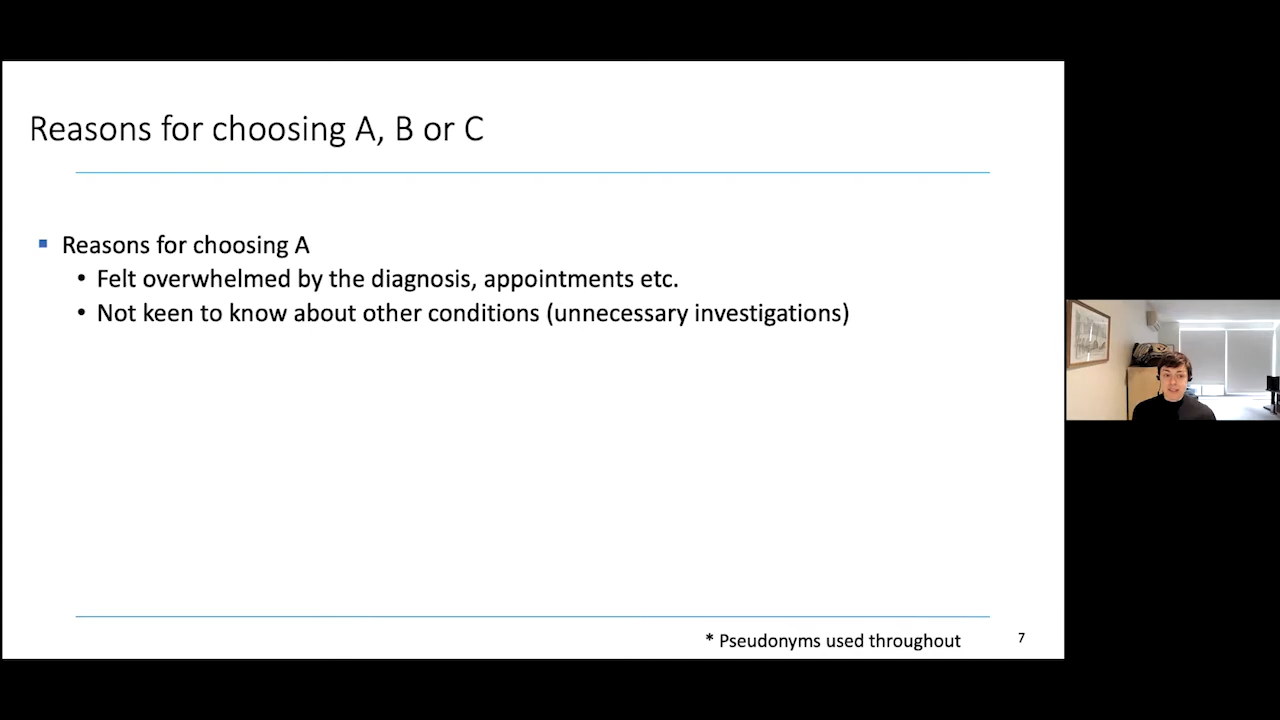 Reasons for choosing A, B or C
Reasons for choosing A
Felt overwhelmed by the diagnosis, appointments etc.
Not keen to know about other conditions (unnecessary investigations)
* Pseudonyms used throughout
7